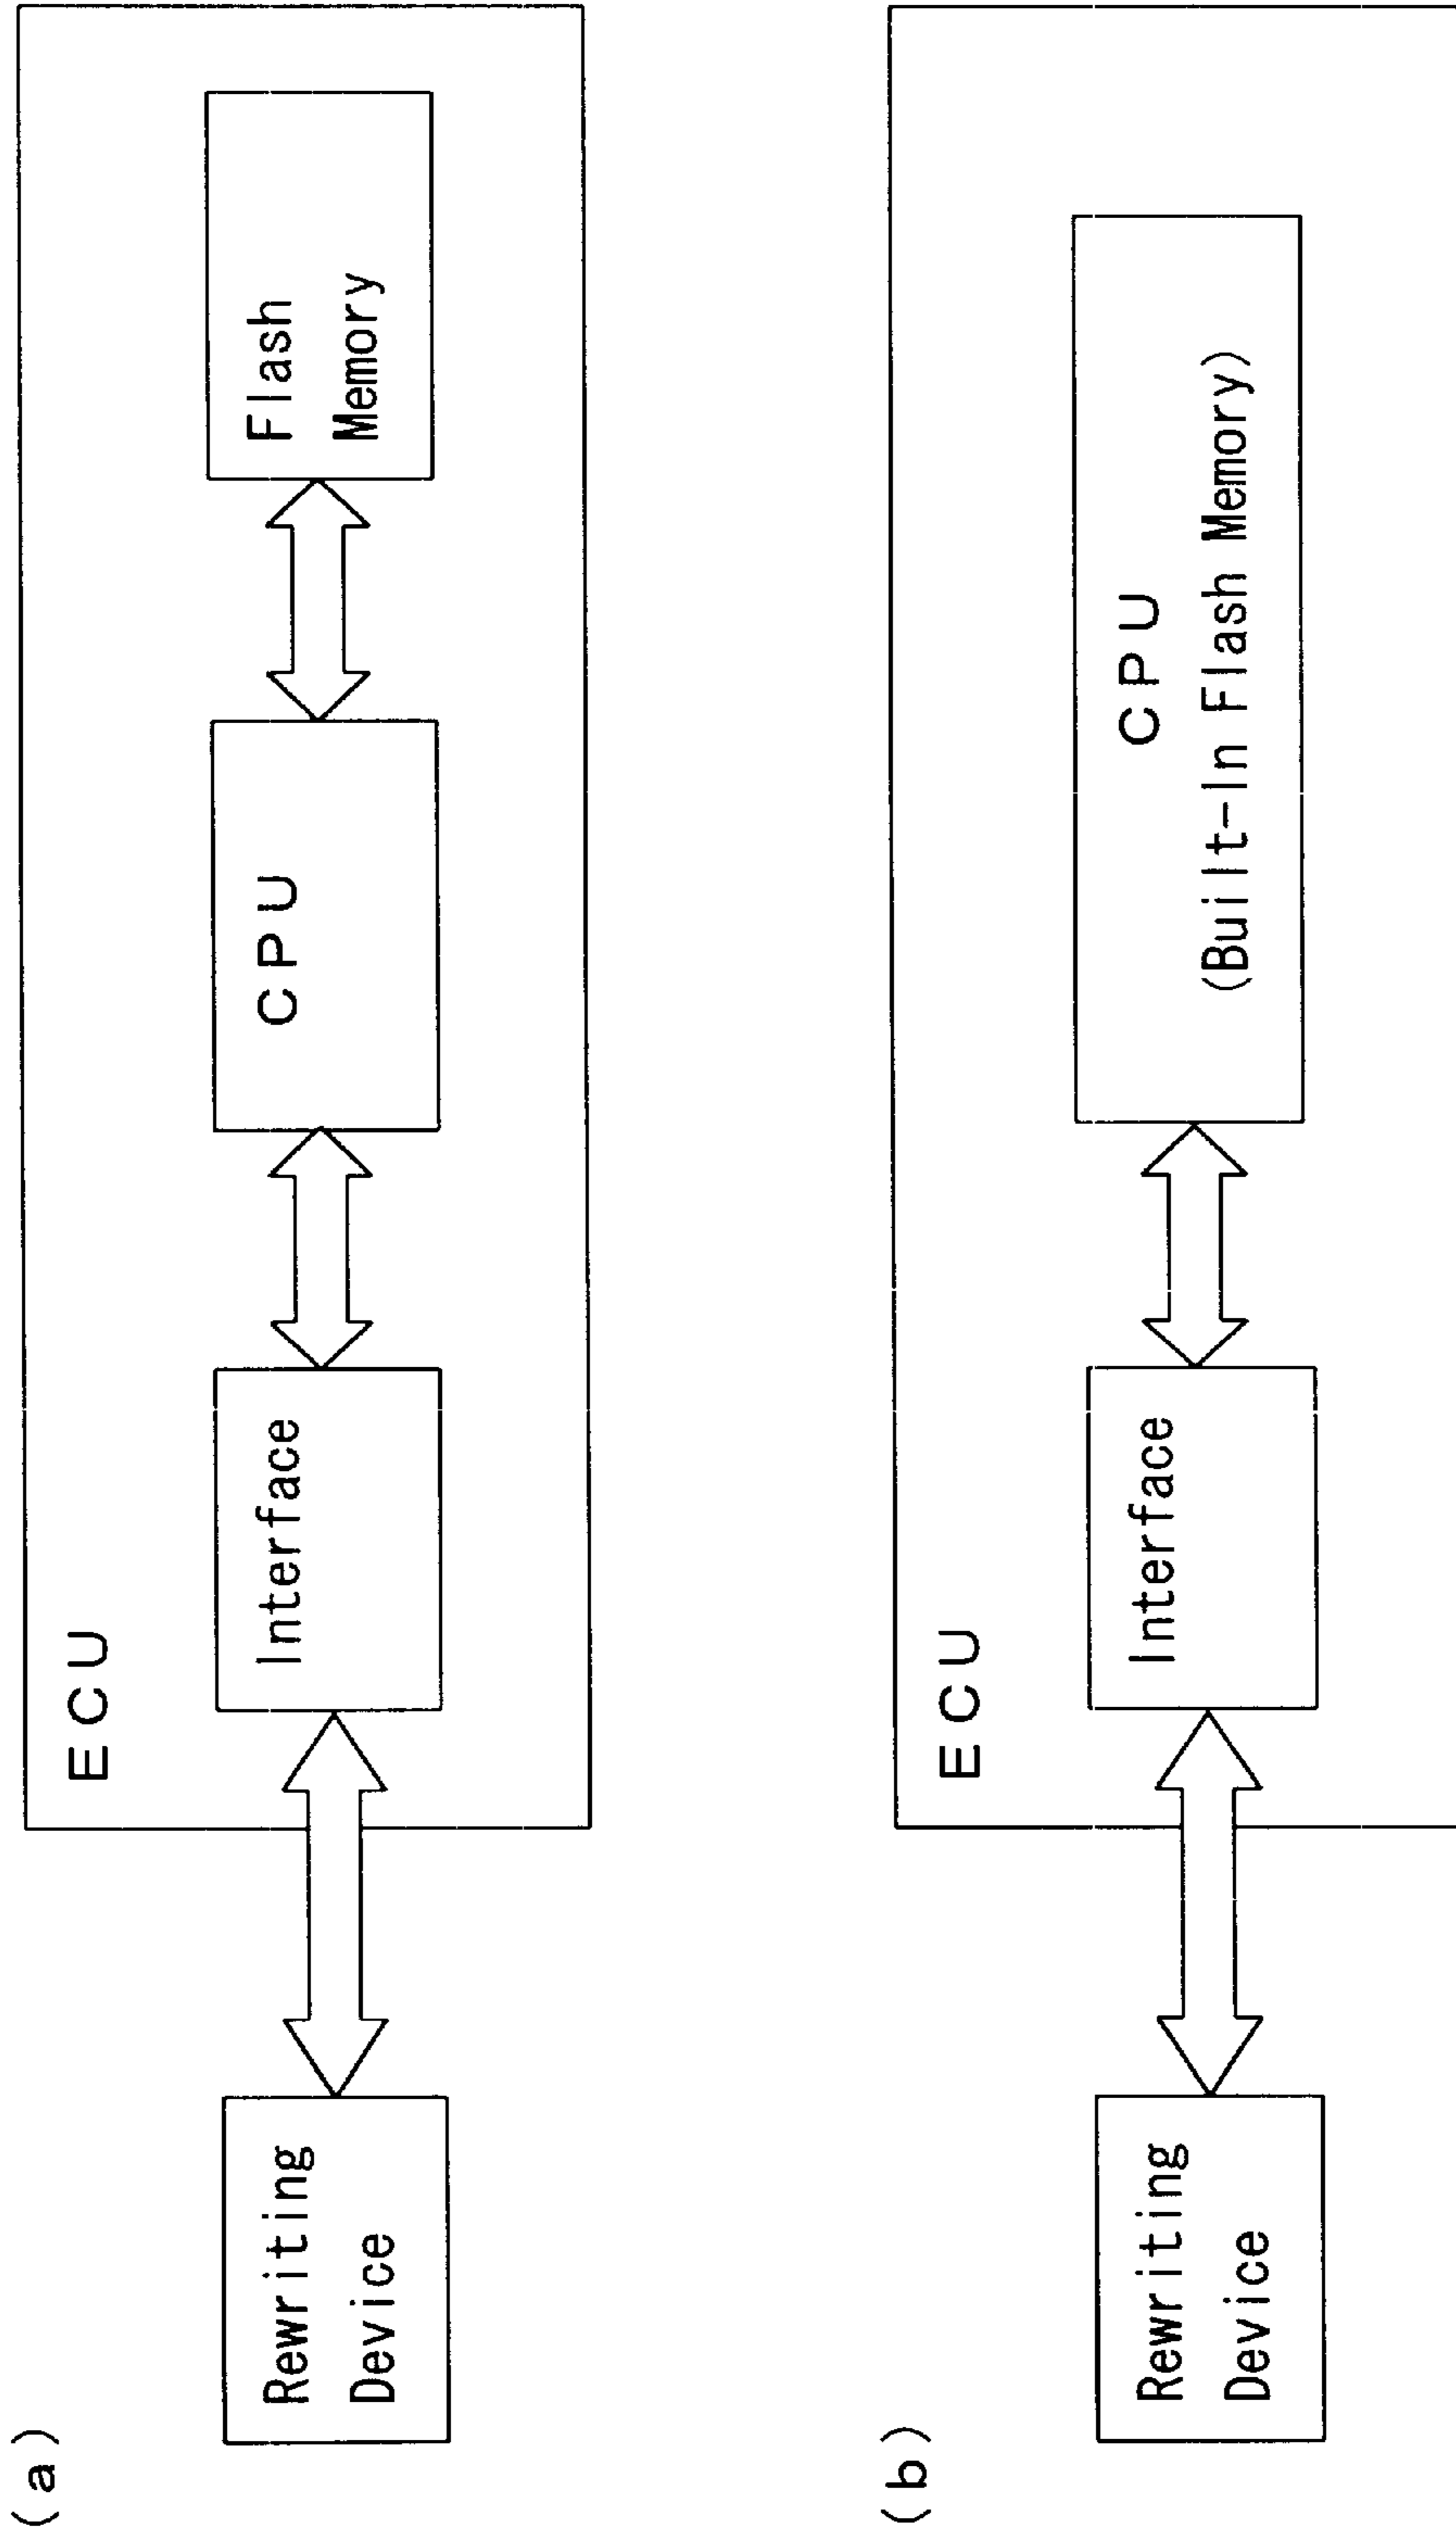 (a)
ECU
Rewriting
Device
Interface
CPU
Flash
Memory
(b)
ECU
Rewriting
Device
Interface
CPU
(Built-In Flash Memory)